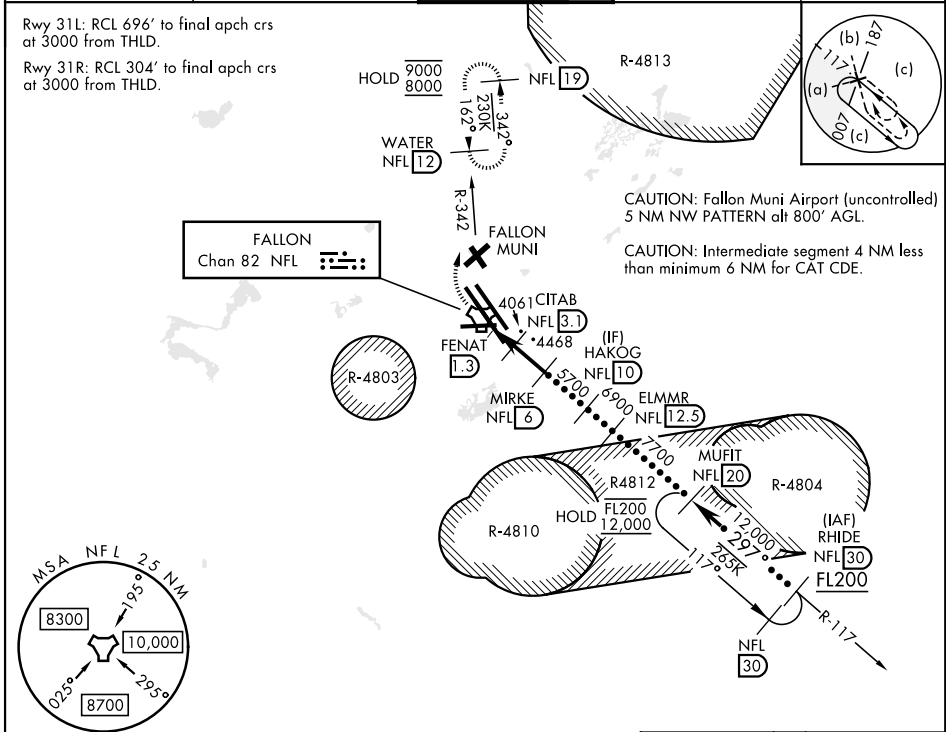 Rwy 31L: RCL 696' to final apch crs
at 3000 from THLD.
Rwy 31R: RCL 304' to final apch crs
at 3000 from THLD.
HOLD 9000
8000
NFL 19
R-4813
(b)
187
117
(a)
(c)
007
(c)
342°
230K
162°
WATER
NFL 12
R-342
CAUTION: Fallon Muni Airport (uncontrolled)
5 NM NW PATTERN alt 800' AGL.
CAUTION: Intermediate segment 4 NM less
than minimum 6 NM for CAT CDE.
FALLON
Chan 82 NFL
FALLON
MUNI
4061
CITAB
NFL 3.1
4468
FENAT
1.3
(IF)
HAKOG
NFL 10
R-4803
MIRKE
NFL 6
5700
6900
ELMMR
NFL 12.5
7700
MUFIT
NFL 20
R4812
R-4804
R-4810
HOLD FL200
12,000
12,000
297°
265K
117°
(IAF)
RHIDE
NFL 30
FL200
R-117
NFL
30
MSA NFL 25 NM
195°
8300
10,000
025°
295°
8700